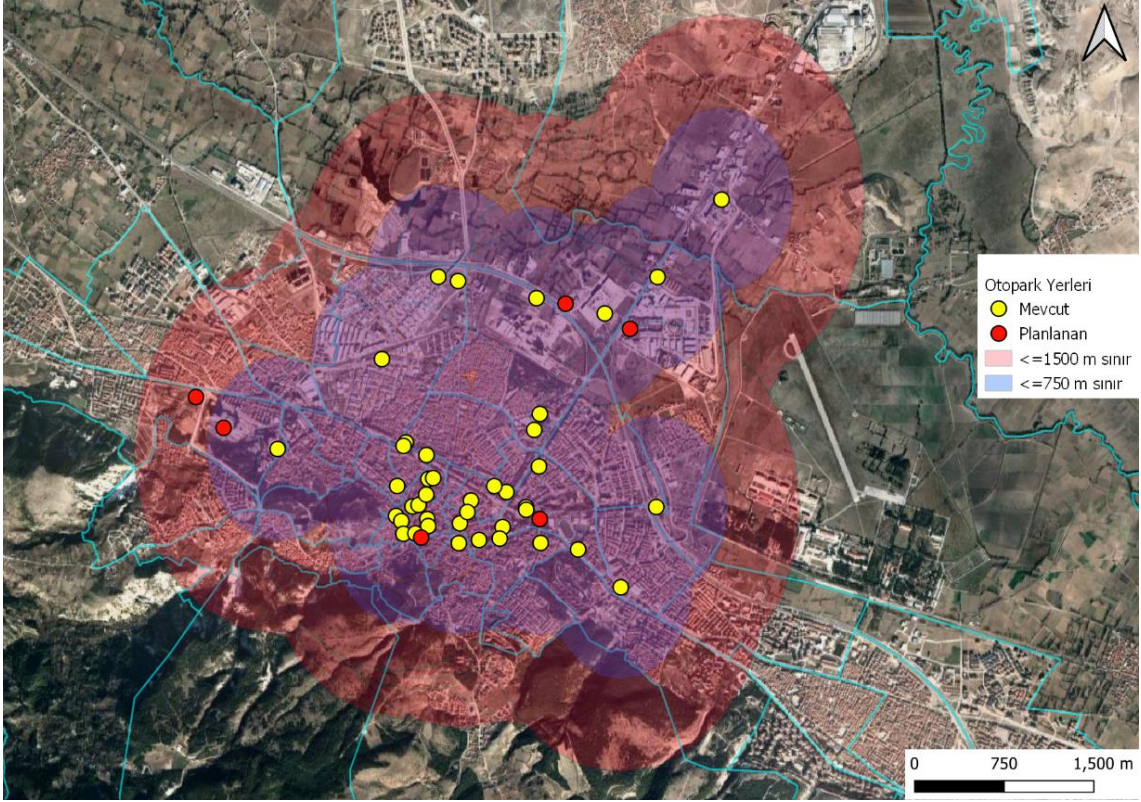 Otopark Yerleri
Mevcut
Planlanan
<=1500 m sınır
<=750 m sınır
0 750 1,500 m